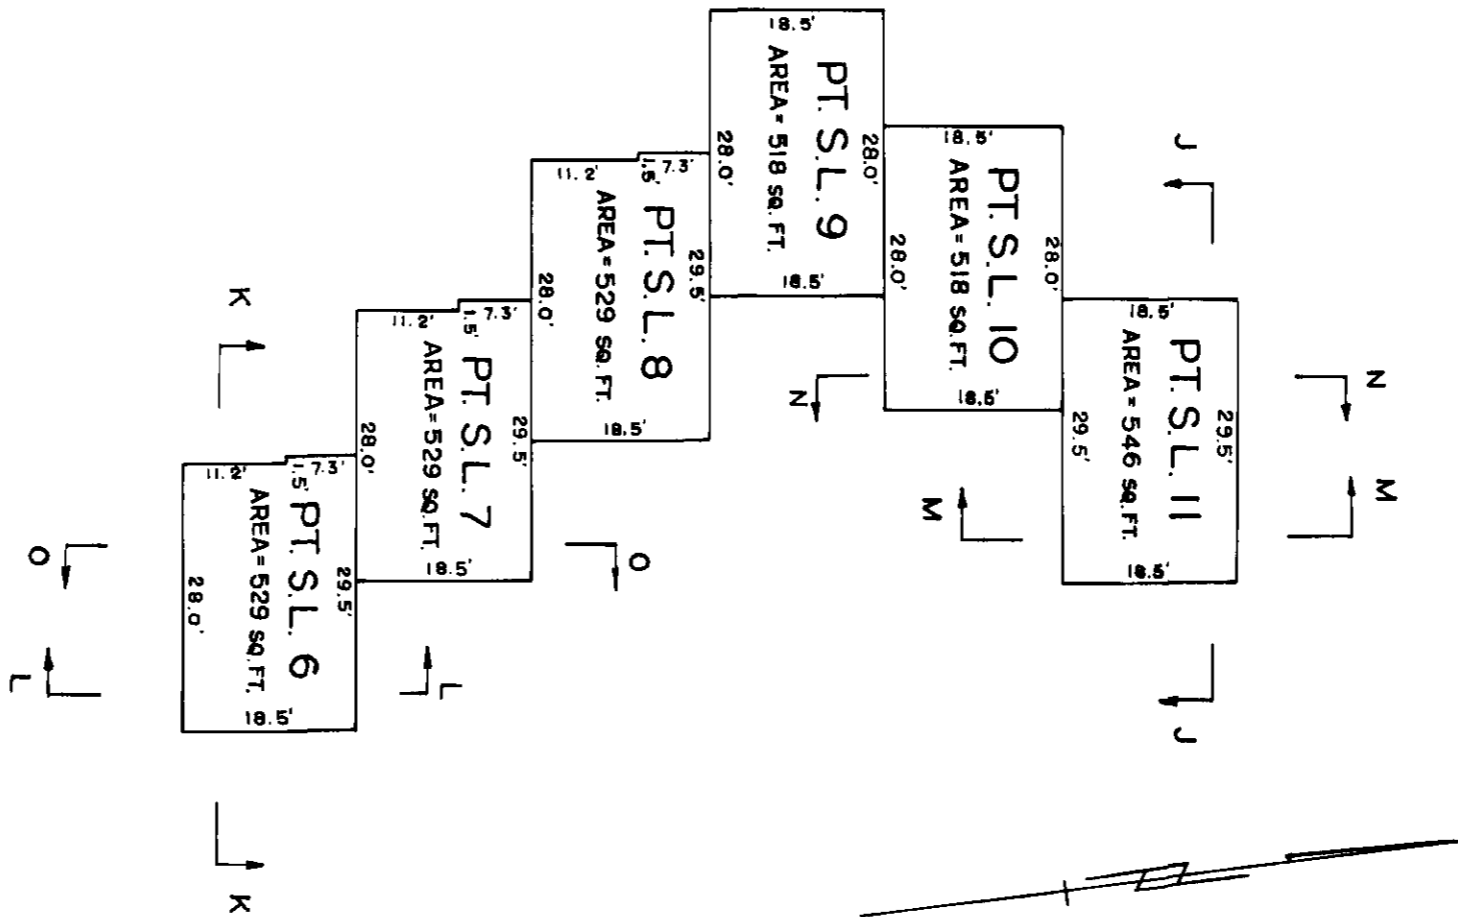 18.5'
PT. S.L. 9
AREA = 518 SQ. FT.
28.0'
28.0'
18.5'
18.5'
PT. S.L. 10
AREA = 518 SQ. FT.
28.0'
28.0'
18.5'
18.5'
PT. S.L. 11
AREA = 546 SQ. FT.
29.5'
29.5'
18.5'
11.2'
1.5'
7.3'
PT. S.L. 8
AREA = 529 SQ. FT.
28.0'
29.5'
18.5'
11.2'
1.5'
7.3'
PT. S.L. 7
AREA = 529 SQ. FT.
28.0'
29.5'
18.5'
11.2'
1.5'
7.3'
PT. S.L. 6
AREA = 529 SQ. FT.
28.0'
29.5'
18.5'
J
J
K
K
N
N
M
M
O
O
L
L
N